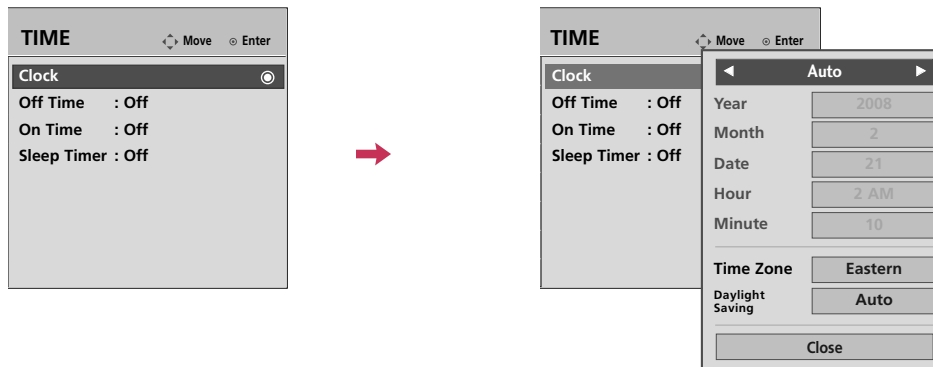 TIME Move Enter
Clock
Off Time : Off
On Time : Off
Sleep Timer : Off
TIME Move Enter
Clock
Off Time : Off
On Time : Off
Sleep Timer : Off
Auto
Year 2008
Month 2
Date 21
Hour 2 AM
Minute 10
Time Zone Eastern
Daylight
Saving Auto
Close